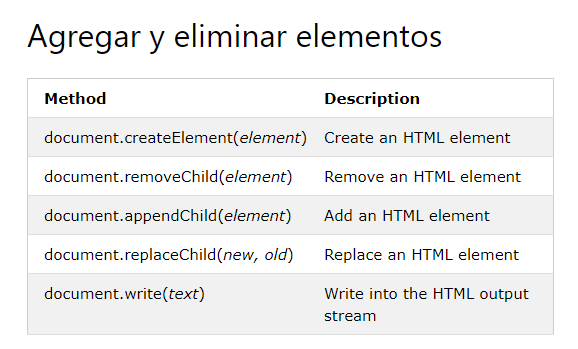 Agregar y eliminar elementos
Method Description
document.createElement(element) Create an HTML element
document.removeChild(element) Remove an HTML element
document.appendChild(element) Add an HTML element
document.replaceChild(new, old) Replace an HTML element
document.write(text) Write into the HTML output
stream